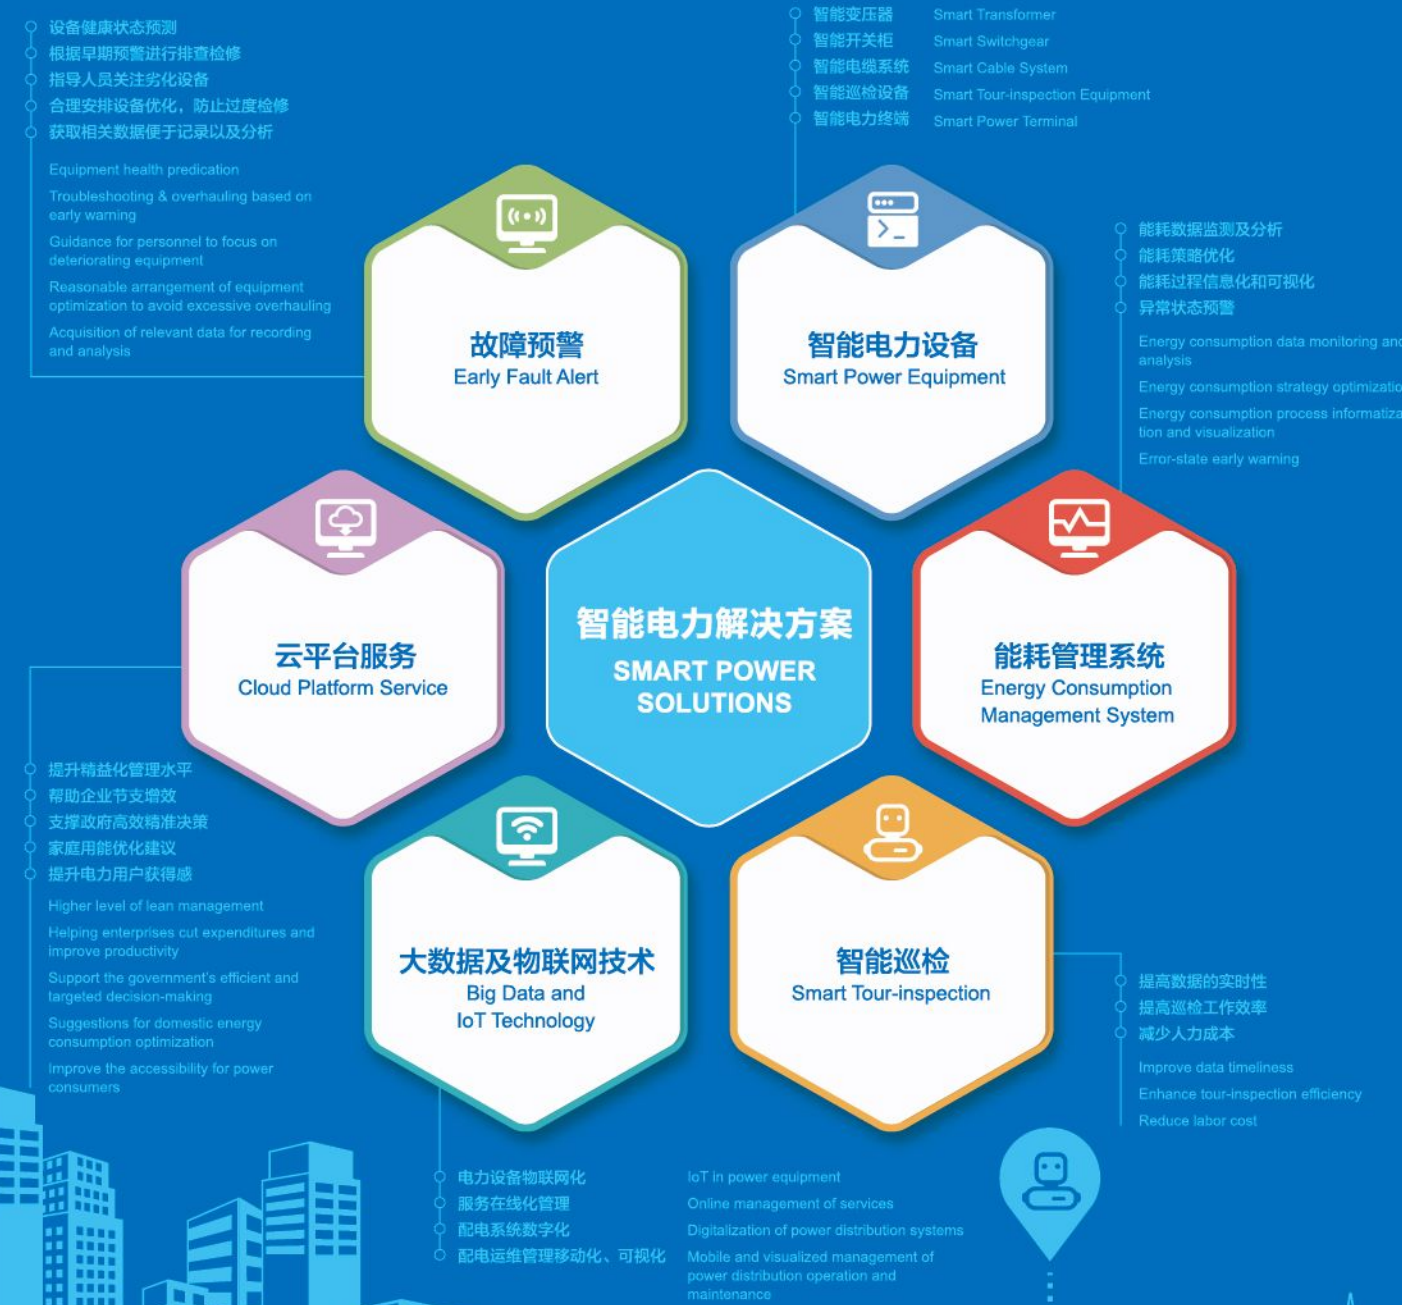 设备健康状态预测
根据早期预警进行排查检修
指导人员关注劣化设备
合理安排设备优化，防止过度检修
获取相关数据便于记录以及分析
Equipment health predication
Troubleshooting & overhauling based on
early warning
Guidance for personnel to focus on
deteriorating equipment
Reasonable arrangement of equipment
optimization to avoid excessive overhauling
Acquisition of relevant data for recording
and analysis
智能变压器 Smart Transformer
智能开关柜 Smart Switchgear
智能电缆系统 Smart Cable System
智能巡检设备 Smart Tour-inspection Equipment
智能电力终端 Smart Power Terminal
故障预警
Early Fault Alert
智能电力设备
Smart Power Equipment
能耗数据监测及分析
能耗策略优化
能耗过程信息化和可视化
异常状态预警
Energy consumption data monitoring and
analysis
Energy consumption strategy optimizatio
Energy consumption process informatiza
tion and visualization
Error-state early warning
云平台服务
Cloud Platform Service
智能电力解决方案
SMART POWER
SOLUTIONS
能耗管理系统
Energy Consumption
Management System
提升精益化管理水平
帮助企业节支增效
支撑政府高效精准决策
家庭用能优化建议
提升电力用户获得感
Higher level of lean management
Helping enterprises cut expenditures and
improve productivity
Support the government's efficient and
targeted decision-making
Suggestions for domestic energy
consumption optimization
Improve the accessibility for power
consumers
大数据及物联网技术
Big Data and
IoT Technology
智能巡检
Smart Tour-inspection
提高数据的实时性
提高巡检工作效率
减少人力成本
Improve data timeliness
Enhance tour-inspection efficiency
Reduce labor cost
电力设备物联网化
服务在线化管理
配电系统数字化
配电运维管理移动化、可视化
IoT in power equipment
Online management of services
Digitalization of power distribution systems
Mobile and visualized management of
power distribution operation and
maintenance